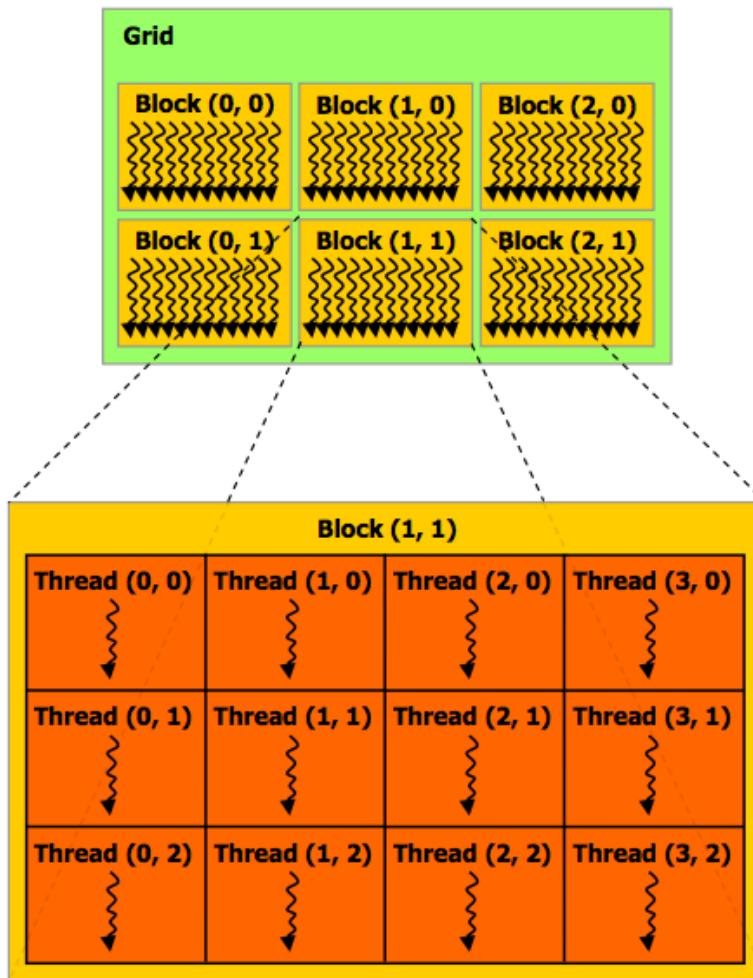 Grid
Block (0, 0) Block (1, 0) Block (2, 0)
Block (0, 1) Block (1, 1) Block (2, 1)
Block (1, 1)
Thread (0, 0) Thread (1, 0) Thread (2, 0) Thread (3, 0)
Thread (0, 1) Thread (1, 1) Thread (2, 1) Thread (3, 1)
Thread (0, 2) Thread (1, 2) Thread (2, 2) Thread (3, 2)